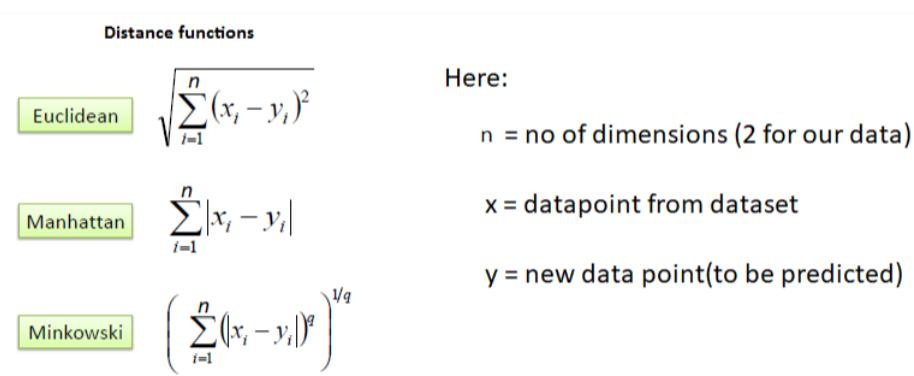 Distance functions
Euclidean √∑_{i=1}^{n}(x_i − y_i)²
Manhattan ∑_{i=1}^{n}|x_i − y_i|
Minkowski (∑_{i=1}^{n}(|x_i − y_i|)^q)^{1/q}
Here:
n = no of dimensions (2 for our data)
x = datapoint from dataset
y = new data point(to be predicted)